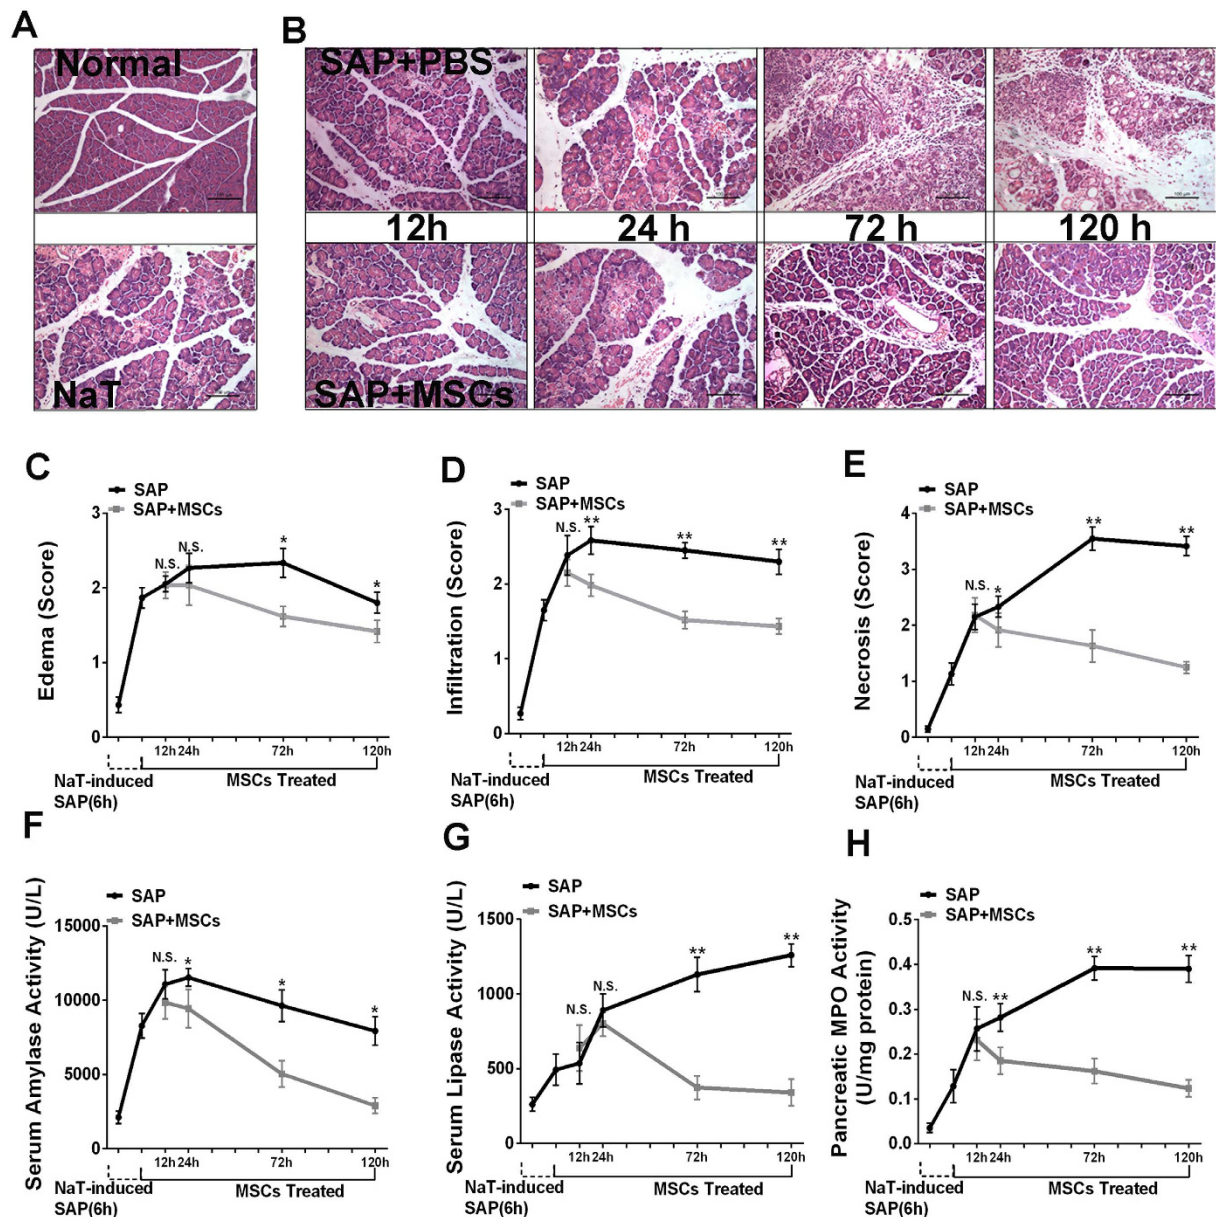 A
B
Normal
SAP+PBS
12h
24 h
72 h
120 h
NaT
SAP+MSCs
C
SAP
SAP+MSCs
Edema (Score)
3
2
1
0
N.S.
N.S.
*
*
12h 24h 72h 120h
NaT-induced
SAP(6h)
MSCs Treated
D
SAP
SAP+MSCs
Infiltration (Score)
3
2
1
0
N.S.
**
**
**
12h 24h 72h 120h
NaT-induced
SAP(6h)
MSCs Treated
E
SAP
SAP+MSCs
Necrosis (Score)
4
3
2
1
0
N.S.
*
**
**
12h 24h 72h 120h
NaT-induced
SAP(6h)
MSCs Treated
F
SAP
SAP+MSCs
Serum Amylase Activity (U/L)
15000
10000
5000
0
N.S.
*
*
*
12h 24h 72h 120h
NaT-induced
SAP(6h)
MSCs Treated
G
SAP
SAP+MSCs
Serum Lipase Activity (U/L)
1500
1000
500
0
N.S.
N.S.
**
**
12h 24h 72h 120h
NaT-induced
SAP(6h)
MSCs Treated
H
SAP
SAP+MSCs
Pancreatic MPO Activity
(U/mg protein)
0.5
0.4
0.3
0.2
0.1
0.0
N.S.
**
**
**
12h 24h 72h 120h
NaT-induced
SAP(6h)
MSCs Treated